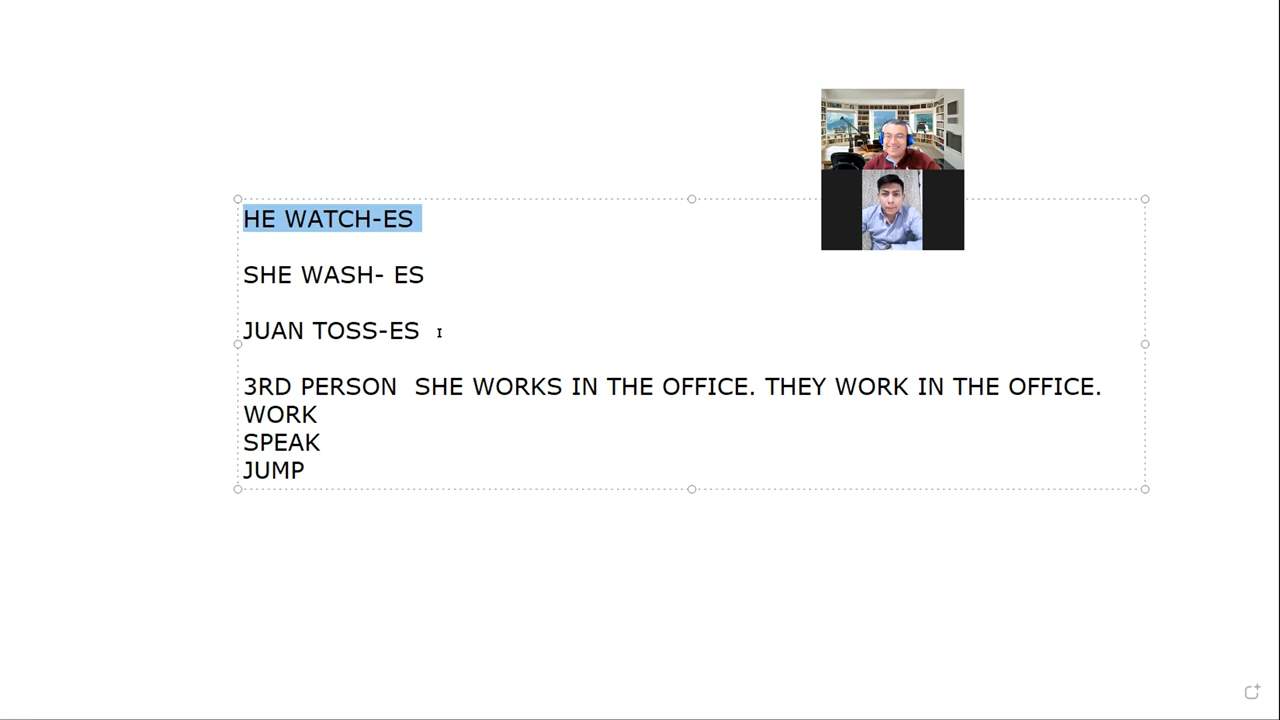 HE WATCH-ES
SHE WASH- ES
JUAN TOSS-ES
3RD PERSON  SHE WORKS IN THE OFFICE. THEY WORK IN THE OFFICE.
WORK
SPEAK
JUMP